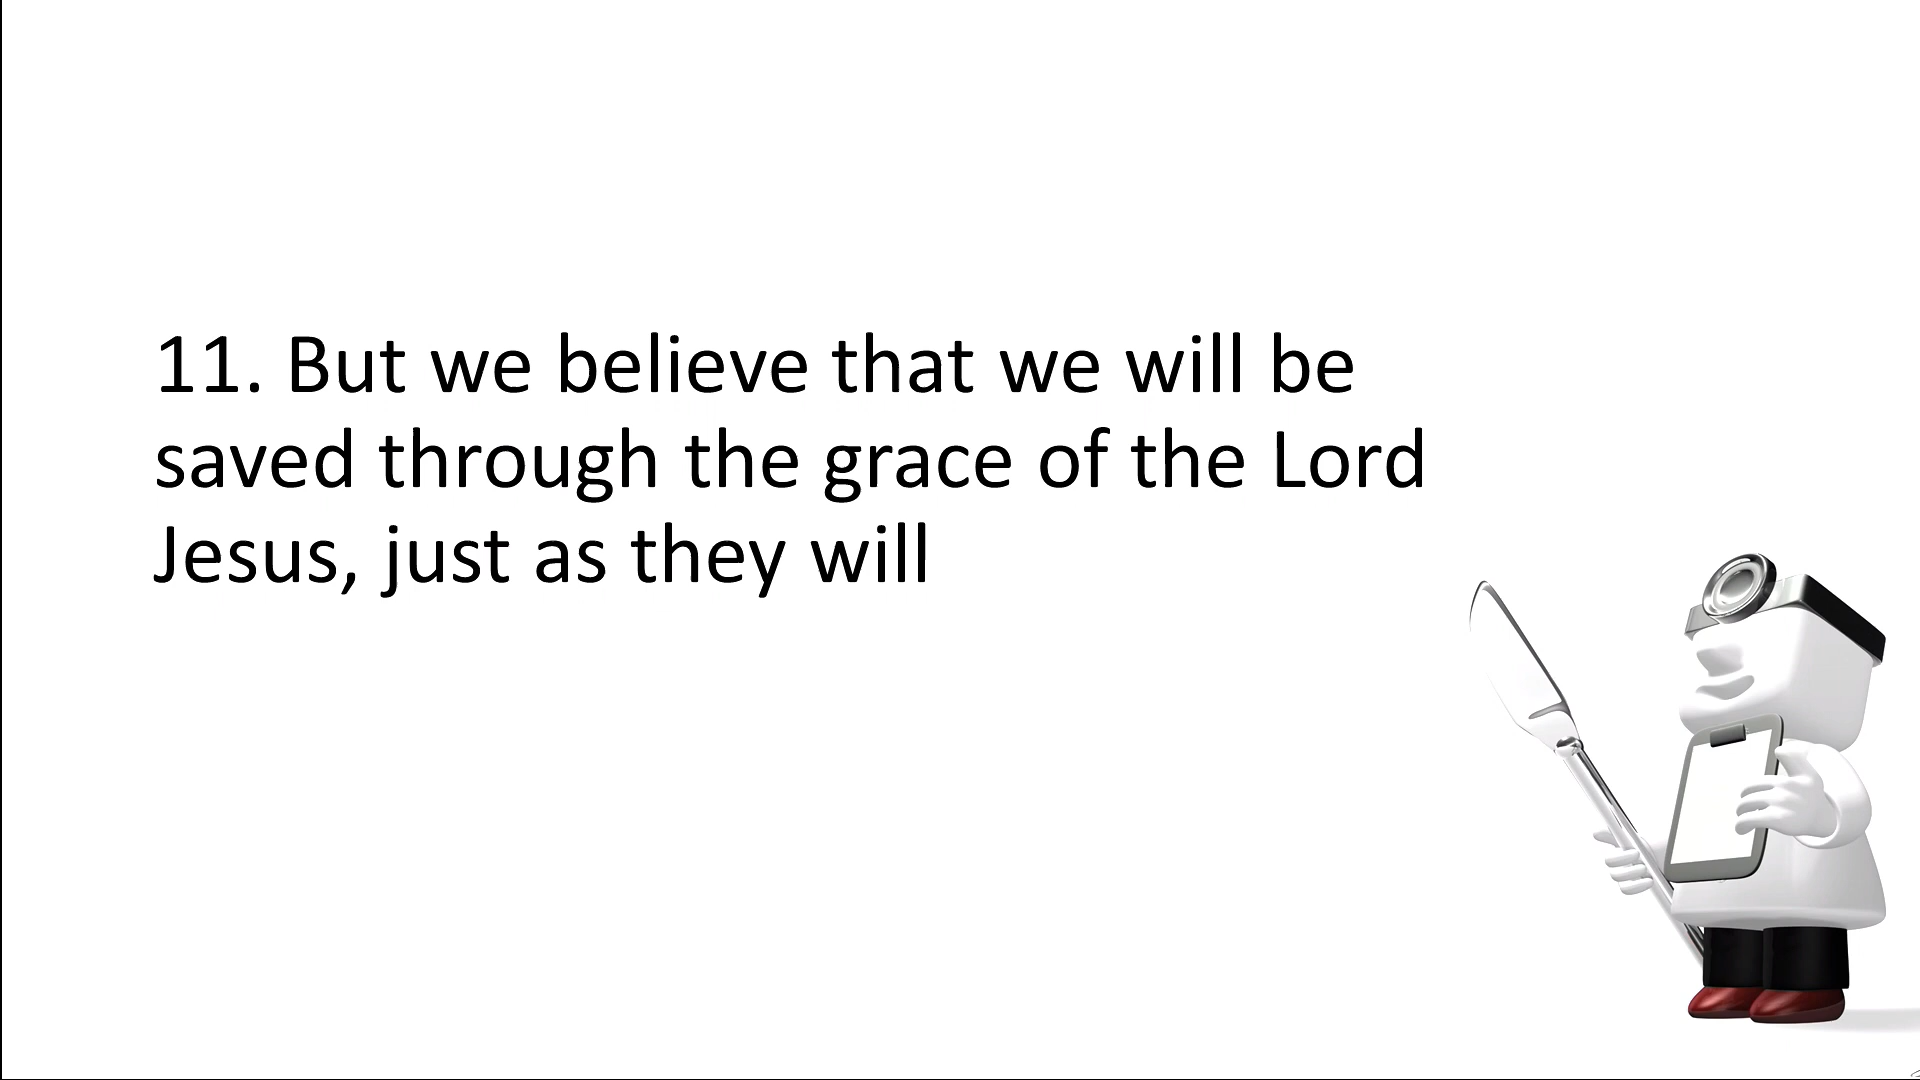 11. But we believe that we will be
saved through the grace of the Lord
Jesus, just as they will